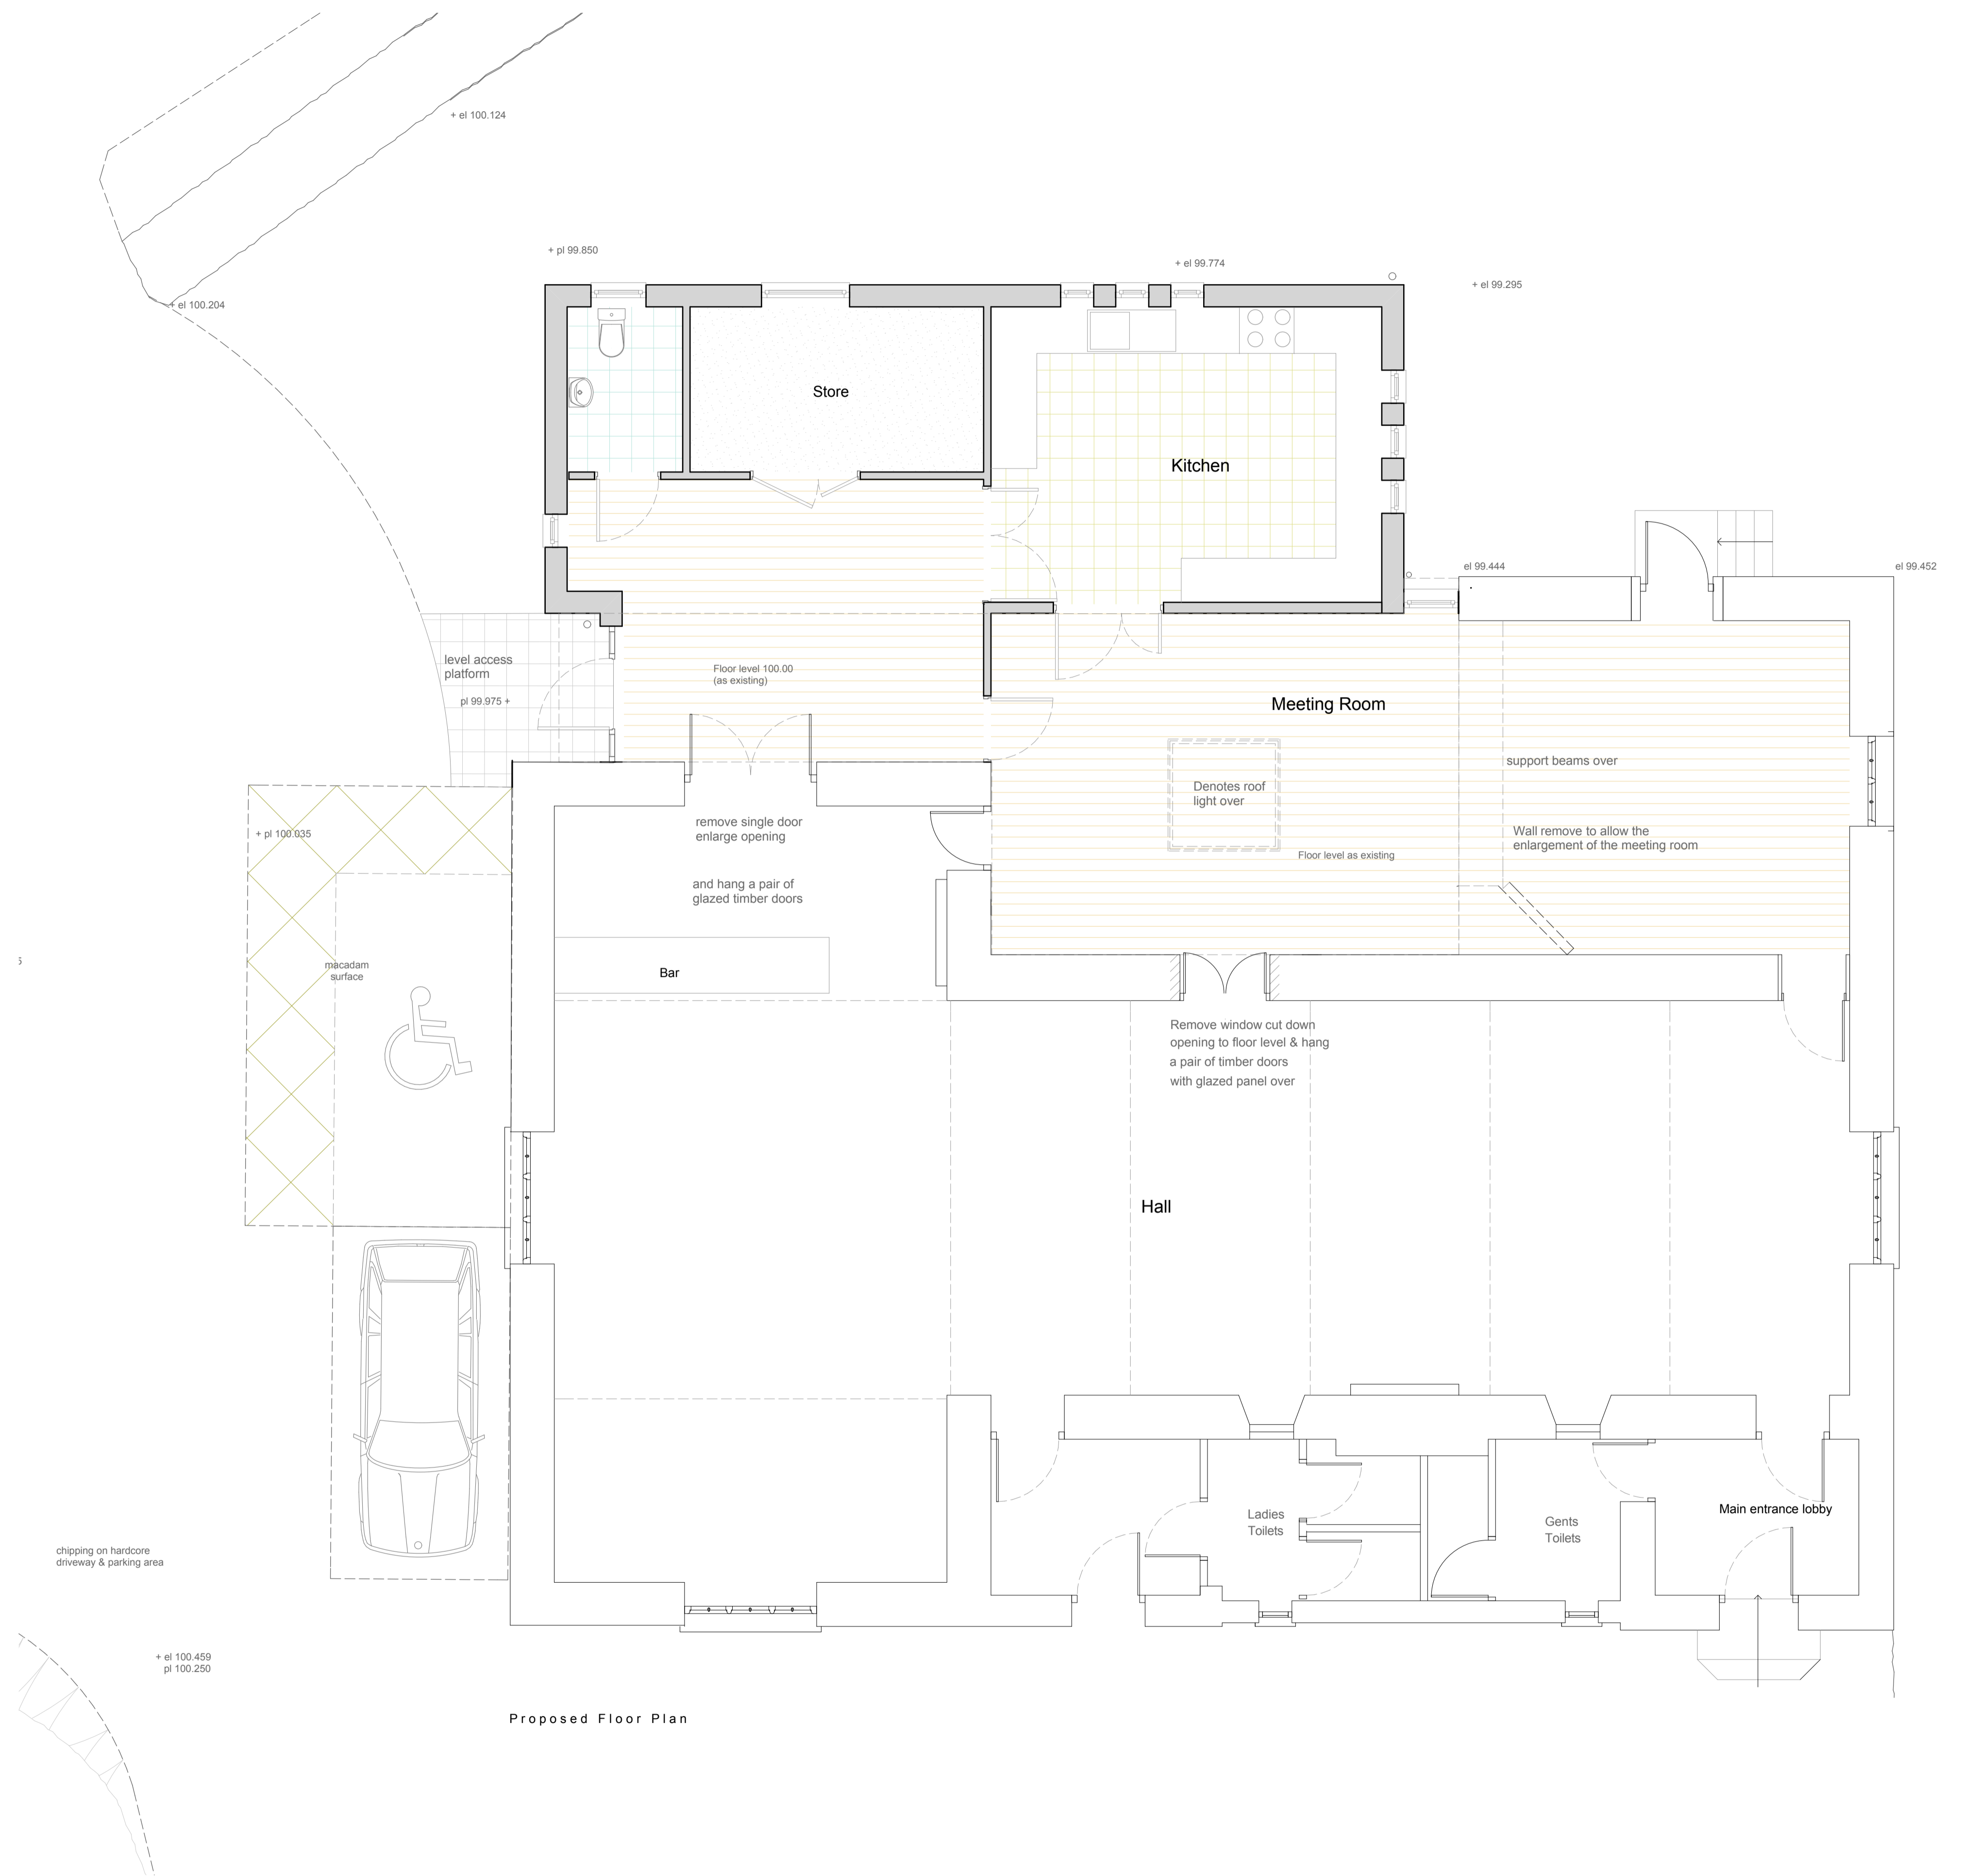 + el 100.124
+ pl 99.850
+ el 99.774
+ el 99.295
+ el 100.204
Store
Kitchen
el 99.444
el 99.452
level access
platform
Floor level 100.00
(as existing)
pl 99.975 +
Meeting Room
support beams over
Denotes roof
light over
remove single door
enlarge opening
+ pl 100.035
Wall remove to allow the
enlargement of the meeting room
Floor level as existing
and hang a pair of
glazed timber doors
5
macadam
surface
Bar
Remove window cut down
opening to floor level & hang
a pair of timber doors
with glazed panel over
Hall
Ladies
Toilets
Gents
Toilets
Main entrance lobby
chipping on hardcore
driveway & parking area
+ el 100.459
pl 100.250
Proposed Floor Plan